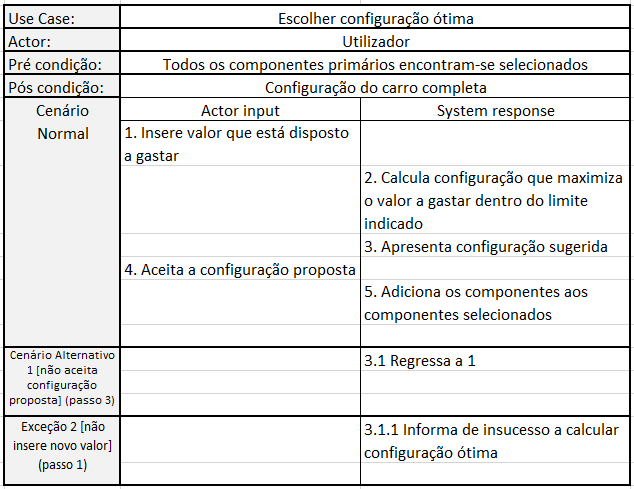 Use Case: Escolher configuração ótima
Actor: Utilizador
Pré condição: Todos os componentes primários encontram-se selecionados
Pós condição: Configuração do carro completa
Cenário
Normal
Actor input System response
1. Insere valor que está disposto
a gastar
2. Calcula configuração que maximiza
o valor a gastar dentro do limite
indicado
3. Apresenta configuração sugerida
4. Aceita a configuração proposta
5. Adiciona os componentes aos
componentes selecionados
Cenário Alternativo
1 [não aceita
configuração
proposta] (passo 3)
3.1 Regressa a 1
Exceção 2 [não
insere novo valor]
(passo 1)
3.1.1 Informa de insucesso a calcular
configuração ótima